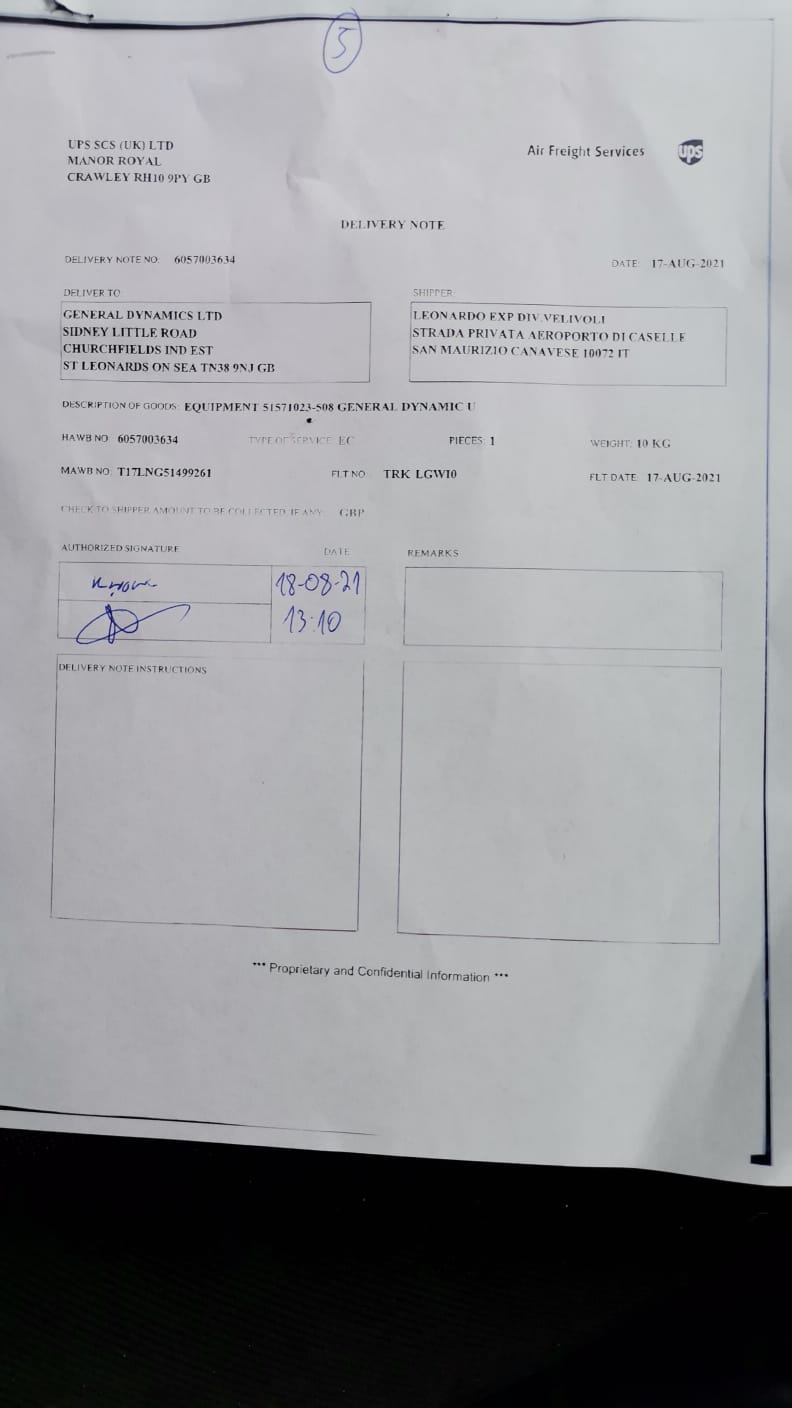 5
UPS SCS (UK) LTD
MANOR ROYAL
CRAWLEY RH10 9PY GB
Air Freight Services ups
DELIVERY NOTE
DELIVERY NOTE NO: 6057003634
DATE: 17-AUG-2021
DELIVER TO:
GENERAL DYNAMICS LTD
SIDNEY LITTLE ROAD
CHURCHFIELDS IND EST
ST LEONARDS ON SEA TN38 9NJ GB
SHIPPER:
LEONARDO EXP DIV.VELIVOLI
STRADA PRIVATA AEROPORTO DI CASELLE
SAN MAURIZIO CANAVESE 10072 IT
DESCRIPTION OF GOODS: EQUIPMENT 51571023-508 GENERAL DYNAMIC U
HAWB NO: 6057003634 TYPE OF SERVICE: EC PIECES: 1 WEIGHT: 10 KG
MAWB NO: T17LNG51499261 FLT NO: TRK LGW10 FLT DATE: 17-AUG-2021
CHECK TO SHIPPER AMOUNT TO BE COLLECTED, IF ANY: GBP
AUTHORIZED SIGNATURE DATE
18-08-21
13:10
REMARKS
DELIVERY NOTE INSTRUCTIONS
*** Proprietary and Confidential Information ***